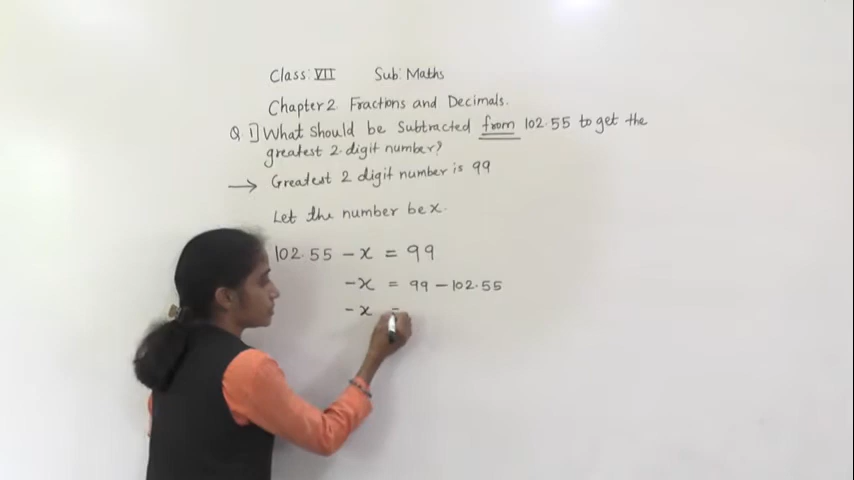 Class: VII Sub: Maths
Chapter 2. Fractions and Decimals.
Q. 1] What should be subtracted from 102.55 to get the
greatest 2-digit number?
→ Greatest 2 digit number is 99
Let the number be x.
102.55 - x = 99
-x = 99 - 102.55
-x =